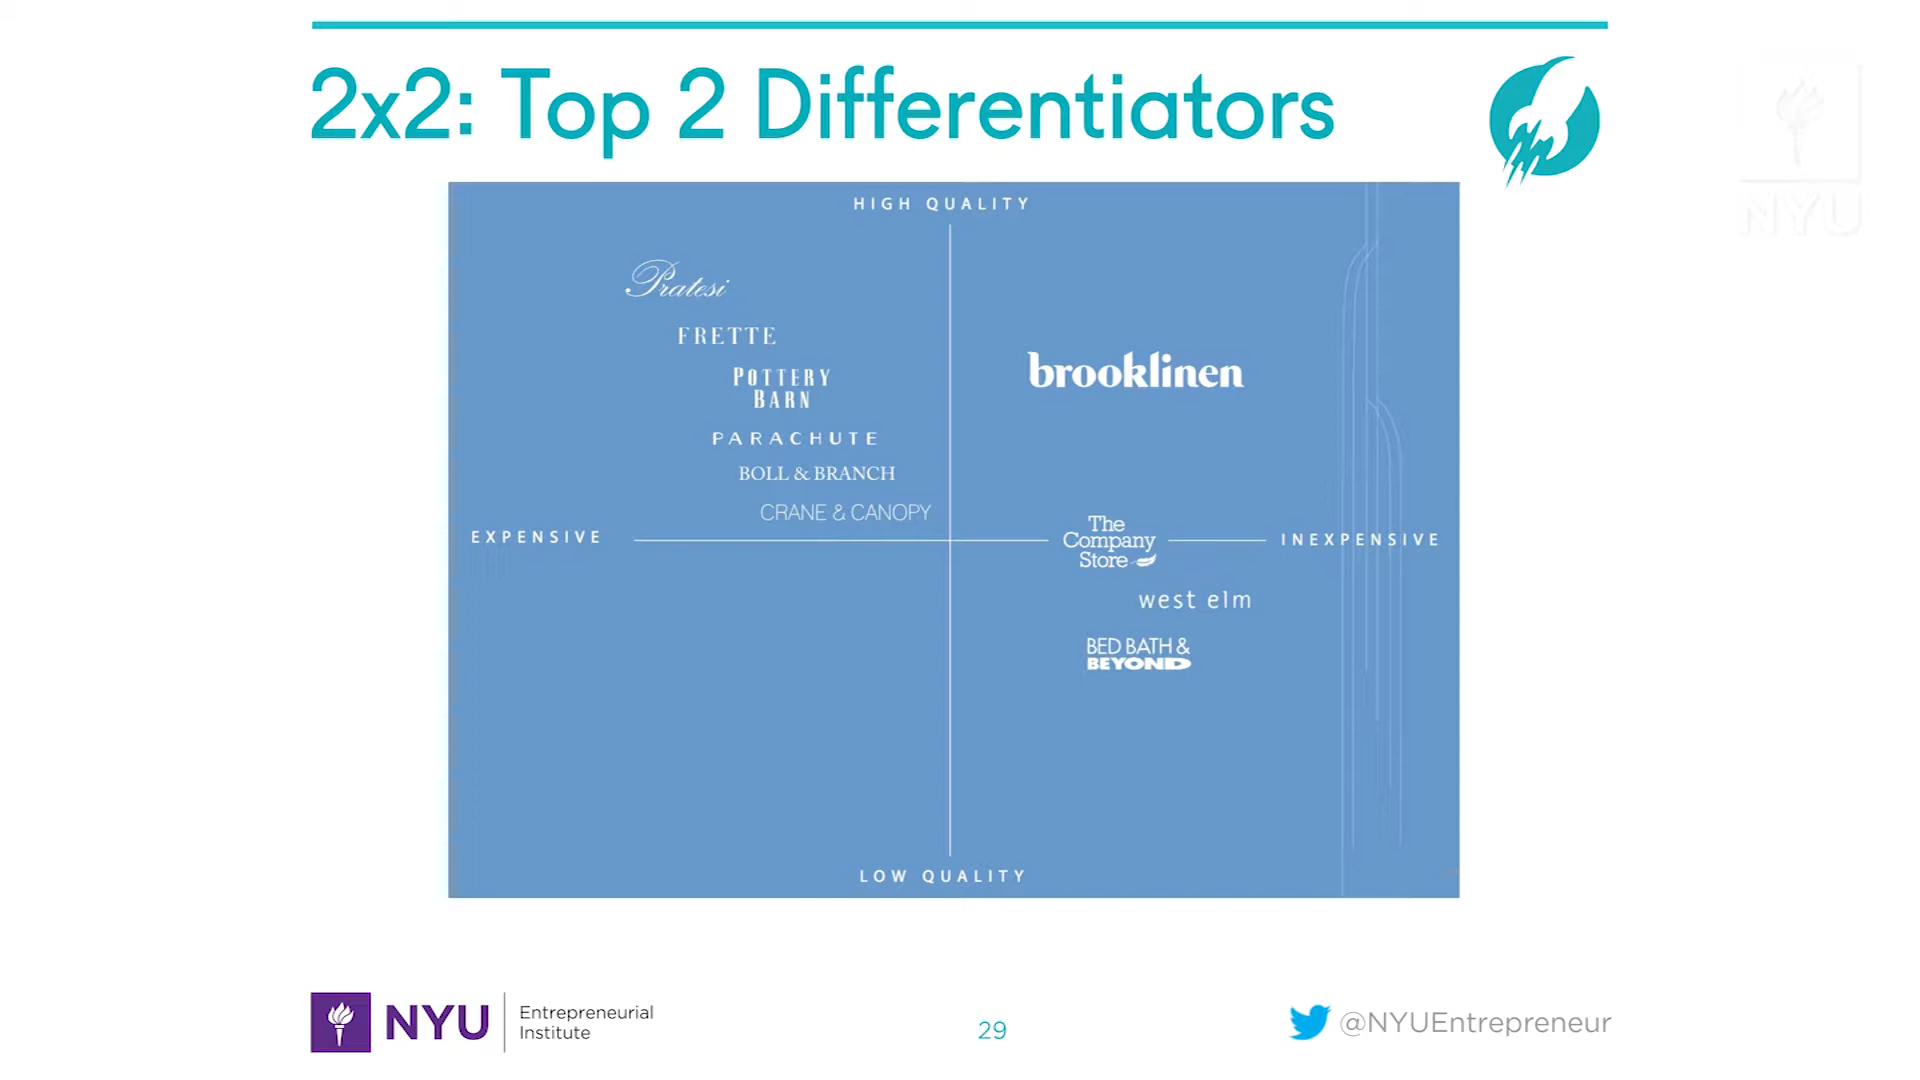 2x2: Top 2 Differentiators
NYU
HIGH QUALITY
Pratesi
FRETTE
POTTERY
BARN
brooklinen
PARACHUTE
BOLL & BRANCH
CRANE & CANOPY
EXPENSIVE
The
Company
Store
INEXPENSIVE
west elm
BED BATH &
BEYOND
LOW QUALITY
NYU
Entrepreneurial
Institute
29
@NYUEntrepreneur